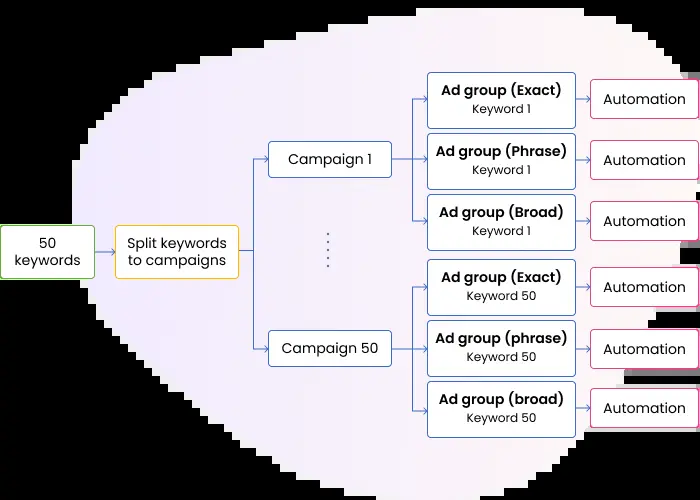 50
keywords
Split keywords
to campaigns
Campaign 1
Ad group (Exact)
Keyword 1
Automation
Ad group (Phrase)
Keyword 1
Automation
Ad group (Broad)
Keyword 1
Automation
Campaign 50
Ad group (Exact)
Keyword 50
Automation
Ad group (phrase)
Keyword 50
Automation
Ad group (broad)
Keyword 50
Automation